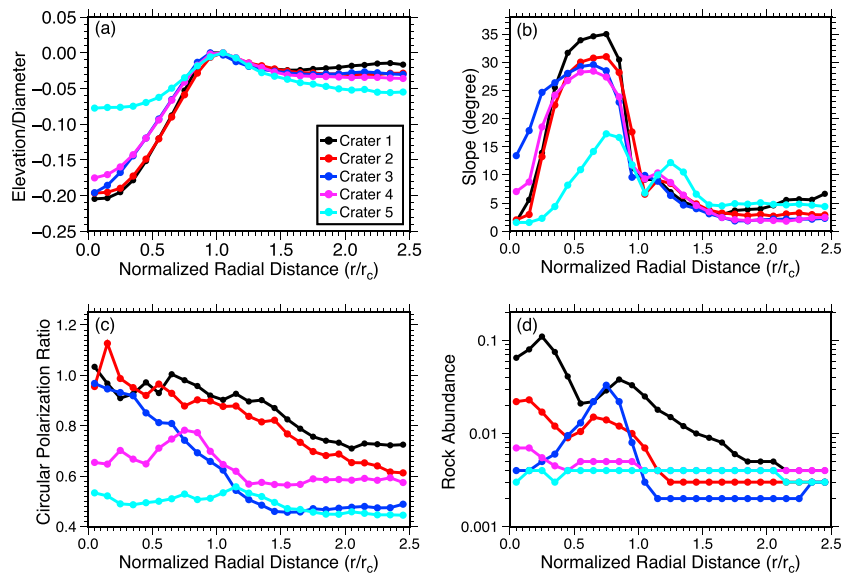 (a)
0.05
0.00
−0.05
−0.10
−0.15
−0.20
−0.25
Elevation/Diameter
Crater 1
Crater 2
Crater 3
Crater 4
Crater 5
0.0 0.5 1.0 1.5 2.0 2.5
Normalized Radial Distance (r/rc)
(b)
35
30
25
20
15
10
5
0
Slope (degree)
0.0 0.5 1.0 1.5 2.0 2.5
Normalized Radial Distance (r/rc)
(c)
1.2
1.0
0.8
0.6
0.4
Circular Polarization Ratio
0.0 0.5 1.0 1.5 2.0 2.5
Normalized Radial Distance (r/rc)
(d)
0.1
0.01
0.001
Rock Abundance
0.0 0.5 1.0 1.5 2.0 2.5
Normalized Radial Distance (r/rc)